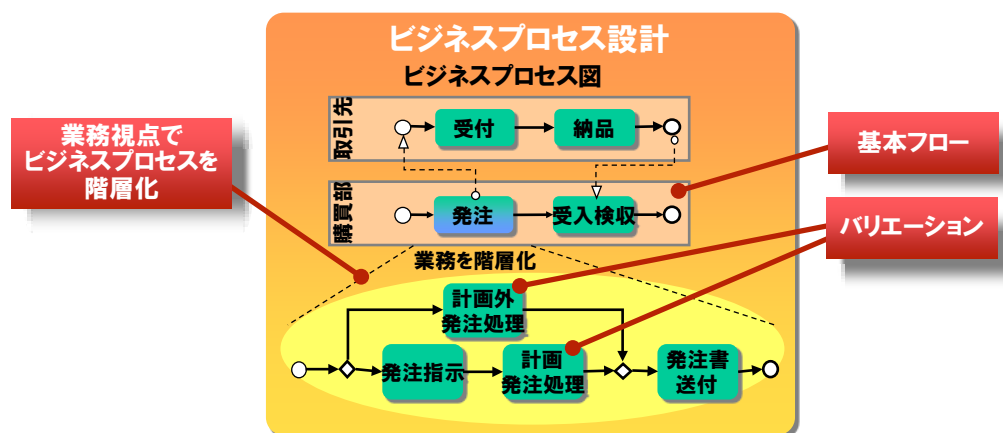 ビジネスプロセス設計
ビジネスプロセス図
取引先
受付
納品
業務視点で
ビジネスプロセスを
階層化
基本フロー
購買部
発注
受入検収
バリエーション
業務を階層化
計画外
発注処理
発注指示
計画
発注処理
発注書
送付